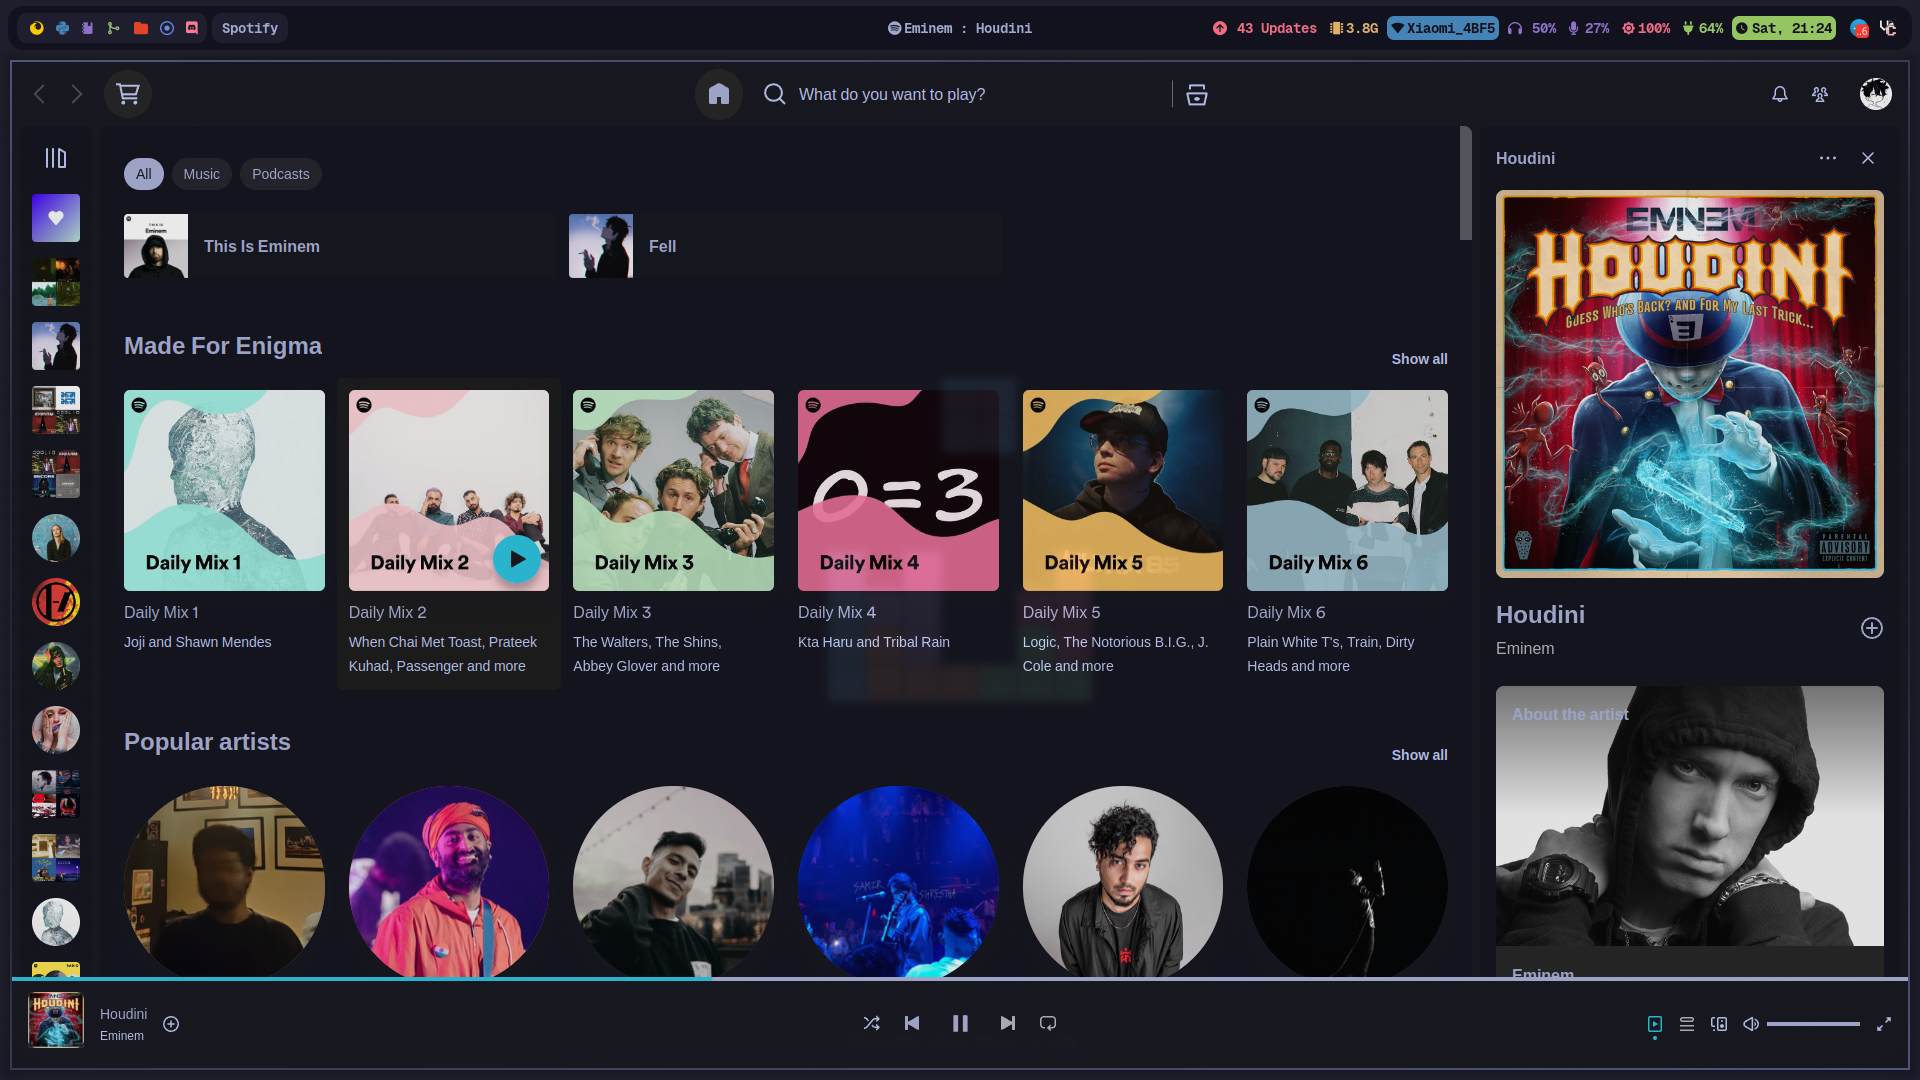 Spotify
Eminem : Houdini
43 Updates
3.8G
Xiaomi_4BF5
50%
27%
100%
64%
Sat, 21:24
What do you want to play?
All
Music
Podcasts
THIS IS
Eminem
This Is Eminem
Fell
Made For Enigma
Show all
Daily Mix 1
Daily Mix 2
0=3
Daily Mix 3
Daily Mix 4
Daily Mix 5
Daily Mix 6
Daily Mix 1
Joji and Shawn Mendes
Daily Mix 2
When Chai Met Toast, Prateek
Kuhad, Passenger and more
Daily Mix 3
The Walters, The Shins,
Abbey Glover and more
Daily Mix 4
Kta Haru and Tribal Rain
Daily Mix 5
Logic, The Notorious B.I.G., J.
Cole and more
Daily Mix 6
Plain White T's, Train, Dirty
Heads and more
Popular artists
Show all
SAMIR
SHRESTHA
Houdini
EMINEM
HOUDINI
GUESS WHO'S BACK? AND FOR MY LAST TRICK...
PARENTAL
ADVISORY
EXPLICIT CONTENT
Houdini
Eminem
About the artist
Eminem
HOUDINI
Houdini
Eminem